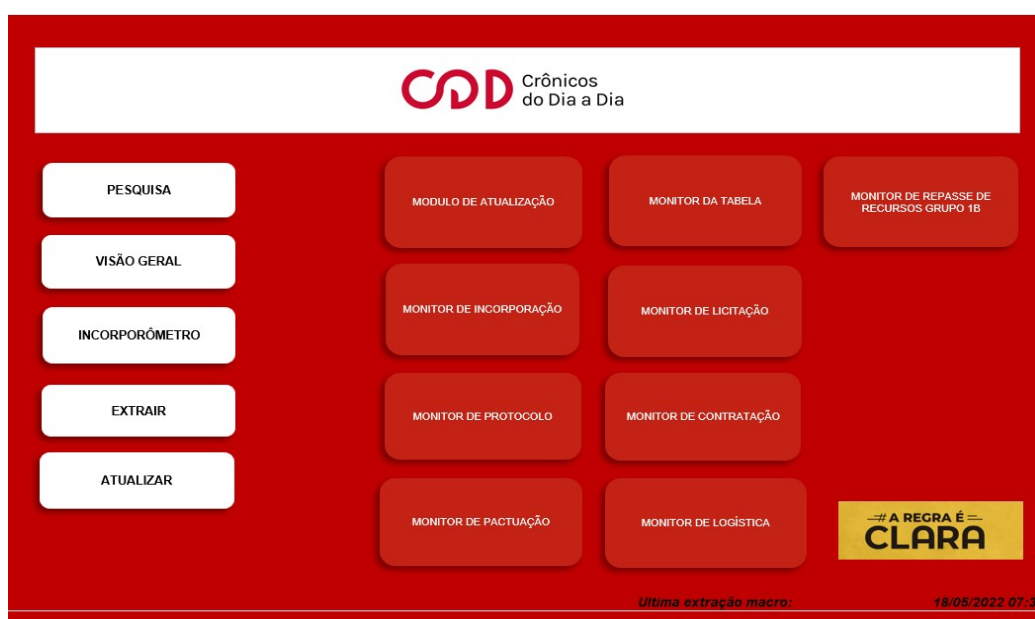 CDD Crônicos
do Dia a Dia
PESQUISA
VISÃO GERAL
INCORPORÔMETRO
EXTRAIR
ATUALIZAR
MODULO DE ATUALIZAÇÃO
MONITOR DA TABELA
MONITOR DE REPASSE DE
RECURSOS GRUPO 1B
MONITOR DE INCORPORAÇÃO
MONITOR DE LICITAÇÃO
MONITOR DE PROTOCOLO
MONITOR DE CONTRATAÇÃO
MONITOR DE PACTUAÇÃO
MONITOR DE LOGÍSTICA
# A REGRA É
CLARA
Ultima extração macro: 18/05/2022